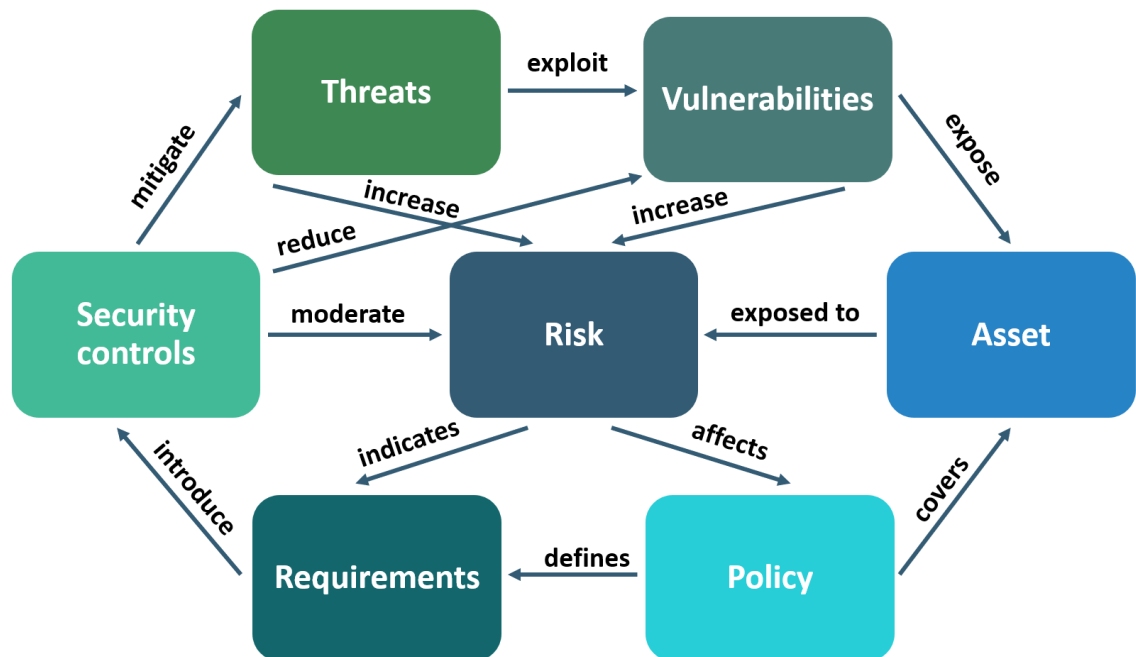 Threats
exploit
Vulnerabilities
mitigate
expose
increase
increase
reduce
Security
controls
moderate
Risk
exposed to
Asset
indicates
affects
introduce
covers
Requirements
defines
Policy